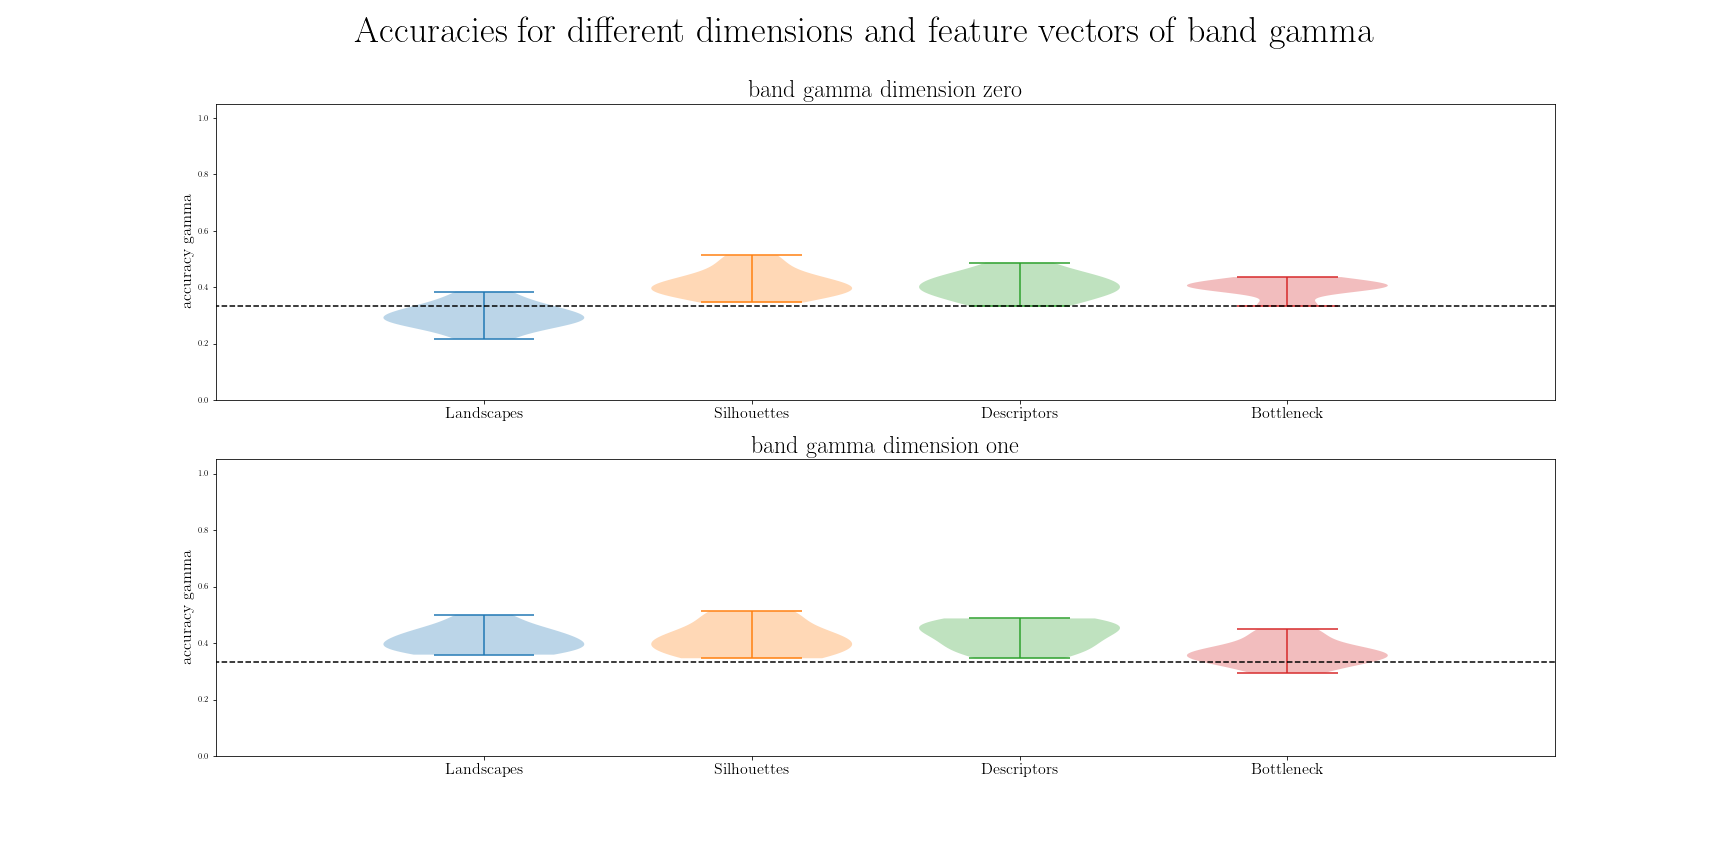 Accuracies for different dimensions and feature vectors of band gamma
band gamma dimension zero
accuracy gamma
1.0
0.8
0.6
0.4
0.2
0.0
Landscapes Silhouettes Descriptors Bottleneck
band gamma dimension one
accuracy gamma
1.0
0.8
0.6
0.4
0.2
0.0
Landscapes Silhouettes Descriptors Bottleneck